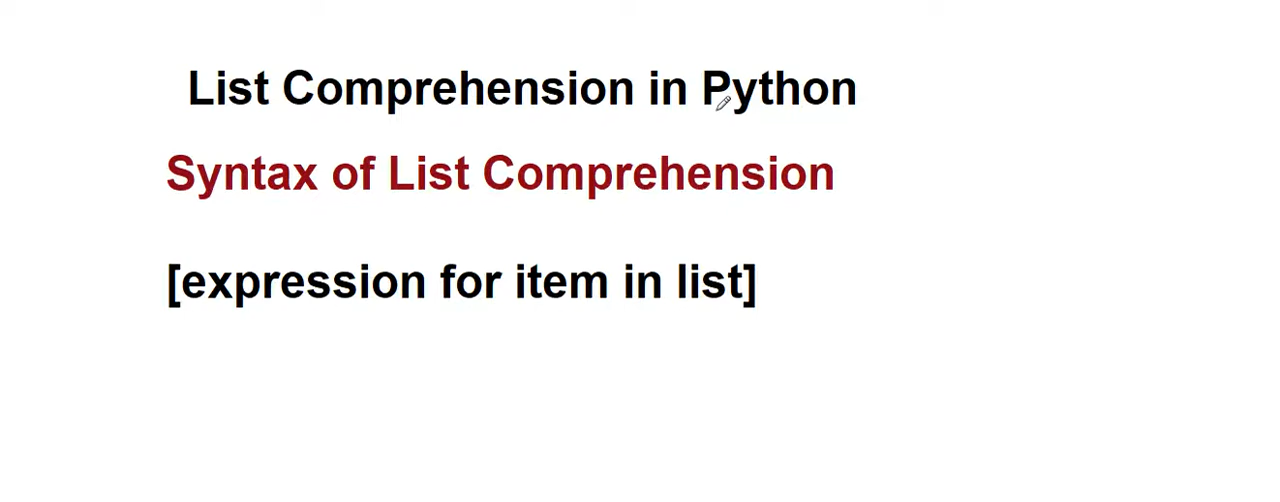 List Comprehension in Python
Syntax of List Comprehension
[expression for item in list]